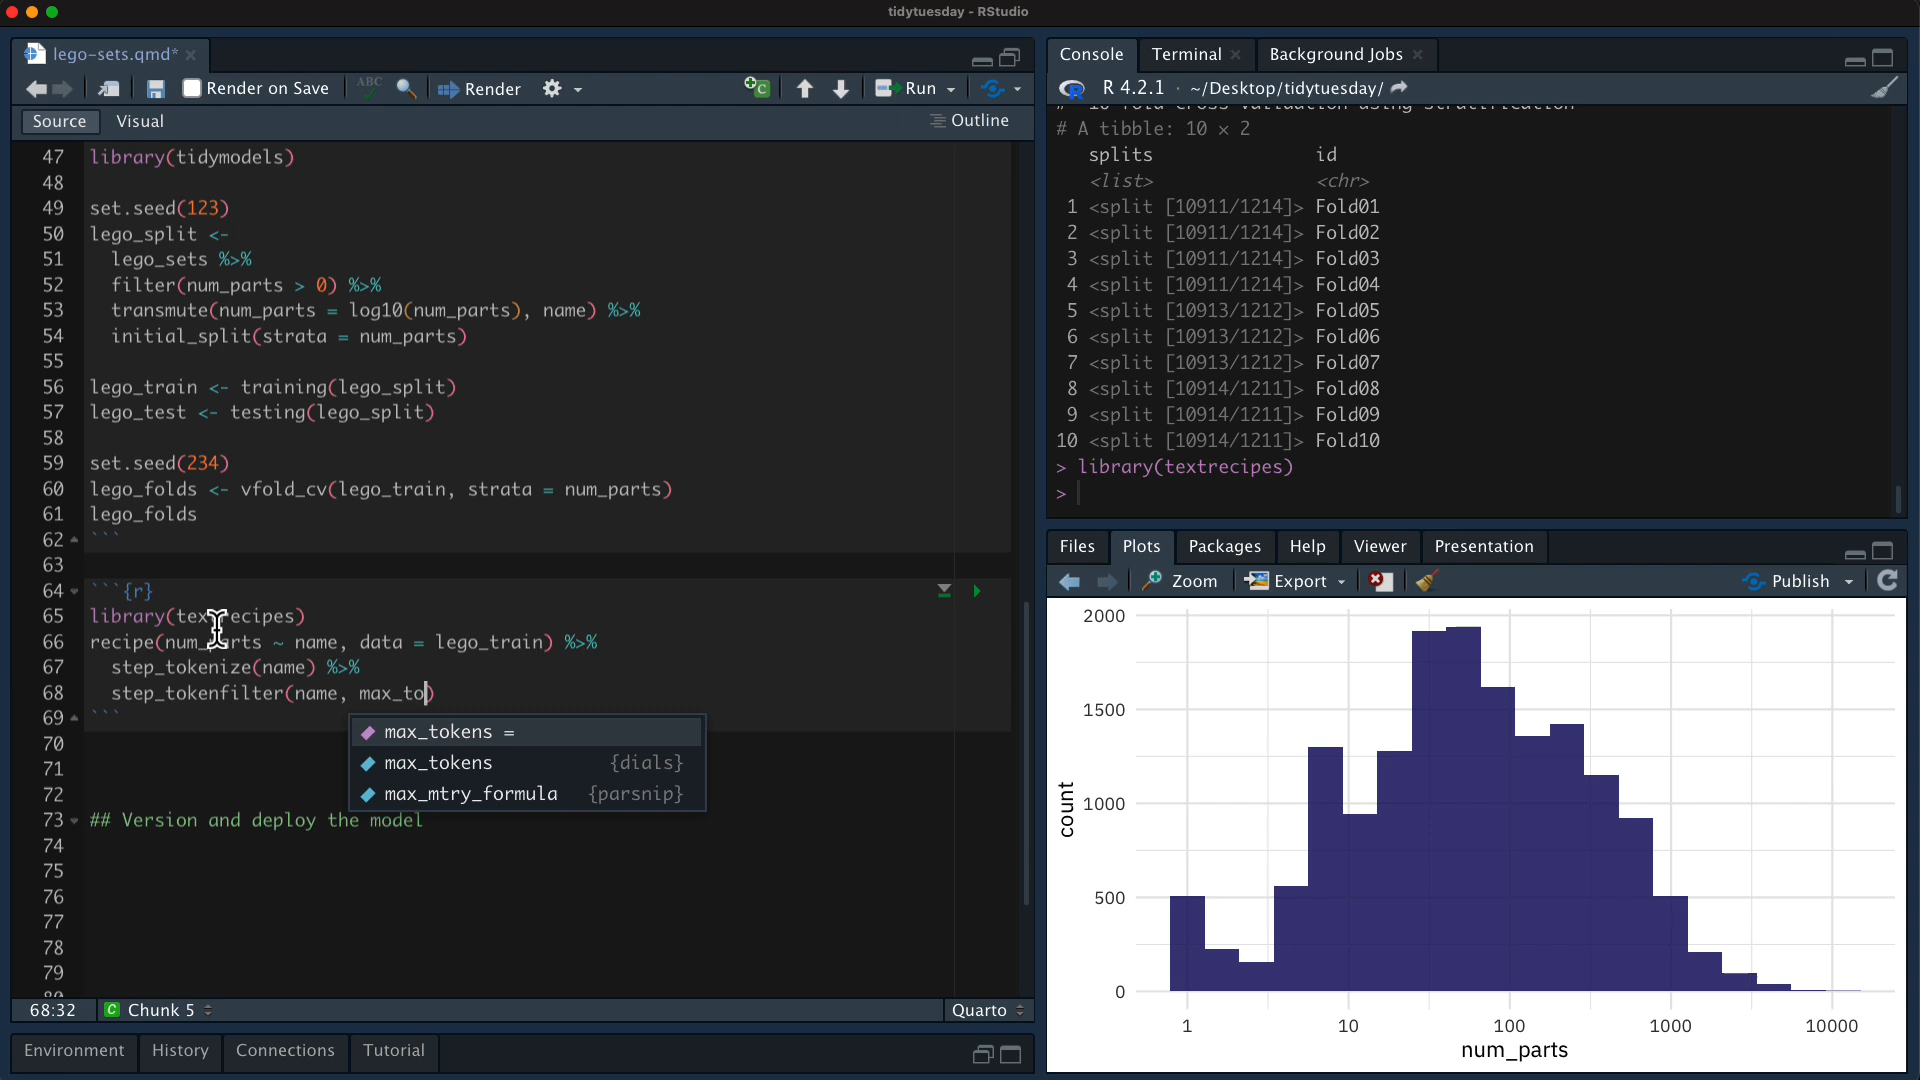 tidytuesday - RStudio
lego-sets.qmd*
Render on Save
ABC
Render
Run
Source Visual
Outline
47 library(tidymodels)
48
49 set.seed(123)
50 lego_split <-
51 lego_sets %>%
52 filter(num_parts > 0) %>%
53 transmute(num_parts = log10(num_parts), name) %>%
54 initial_split(strata = num_parts)
55
56 lego_train <- training(lego_split)
57 lego_test <- testing(lego_split)
58
59 set.seed(234)
60 lego_folds <- vfold_cv(lego_train, strata = num_parts)
61 lego_folds
62 ```
63
64 ```{r}
65 library(textrecipes)
66 recipe(num_parts ~ name, data = lego_train) %>%
67 step_tokenize(name) %>%
68 step_tokenfilter(name, max_to)
69 ```
max_tokens =
max_tokens {dials}
max_mtry_formula {parsnip}
70
71
72
73 ## Version and deploy the model
74
75
76
77
78
79
80
68:32 C Chunk 5 Quarto
Environment History Connections Tutorial
Console Terminal Background Jobs
R 4.2.1 · ~/Desktop/tidytuesday/
# 10-fold cross-validation using stratification
# A tibble: 10 × 2
splits id
<list> <chr>
1 <split [10911/1214]> Fold01
2 <split [10911/1214]> Fold02
3 <split [10911/1214]> Fold03
4 <split [10911/1214]> Fold04
5 <split [10913/1212]> Fold05
6 <split [10913/1212]> Fold06
7 <split [10913/1212]> Fold07
8 <split [10914/1211]> Fold08
9 <split [10914/1211]> Fold09
10 <split [10914/1211]> Fold10
> library(textrecipes)
>
Files Plots Packages Help Viewer Presentation
Zoom Export Publish
2000
1500
1000
500
0
count
1 10 100 1000 10000
num_parts